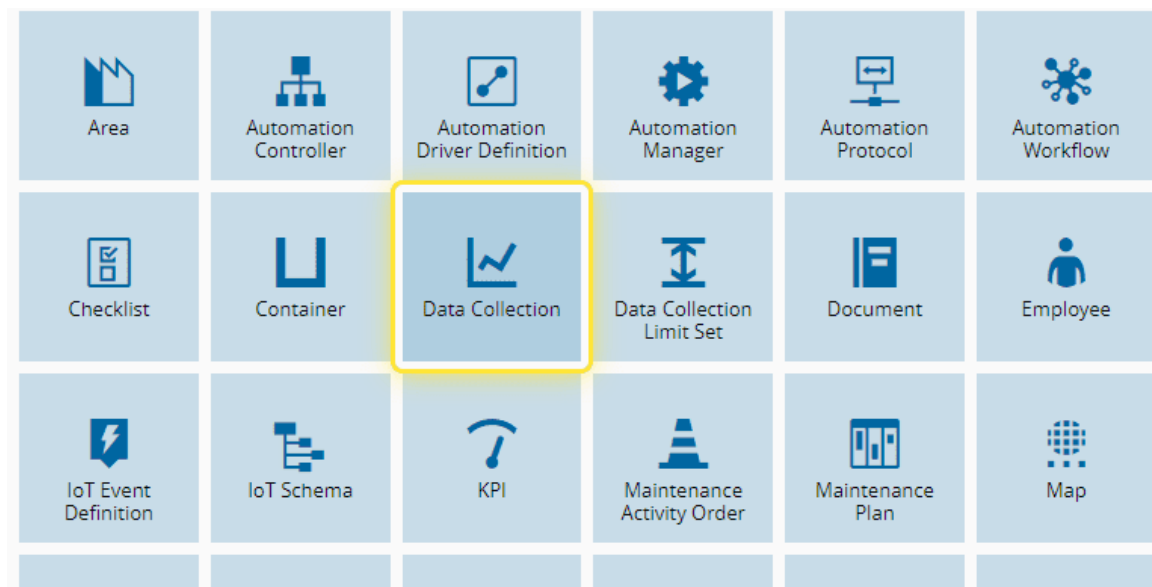 Area
Automation
Controller
Automation
Driver Definition
Automation
Manager
Automation
Protocol
Automation
Workflow
Checklist
Container
Data Collection
Data Collection
Limit Set
Document
Employee
IoT Event
Definition
IoT Schema
KPI
Maintenance
Activity Order
Maintenance
Plan
Map